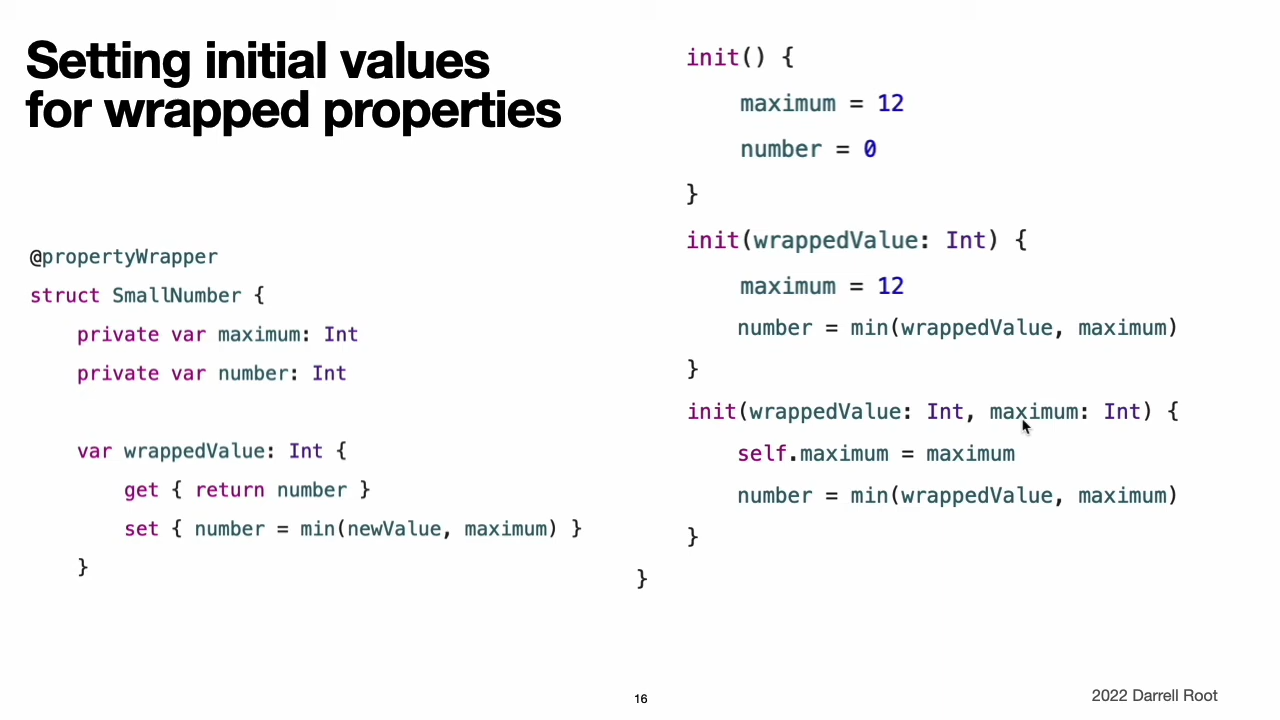 Setting initial values
for wrapped properties
@propertyWrapper
struct SmallNumber {
    private var maximum: Int
    private var number: Int
    var wrappedValue: Int {
        get { return number }
        set { number = min(newValue, maximum) }
    }
init() {
    maximum = 12
    number = 0
}
init(wrappedValue: Int) {
    maximum = 12
    number = min(wrappedValue, maximum)
}
init(wrappedValue: Int, maximum: Int) {
    self.maximum = maximum
    number = min(wrappedValue, maximum)
}
}
16
2022 Darrell Root